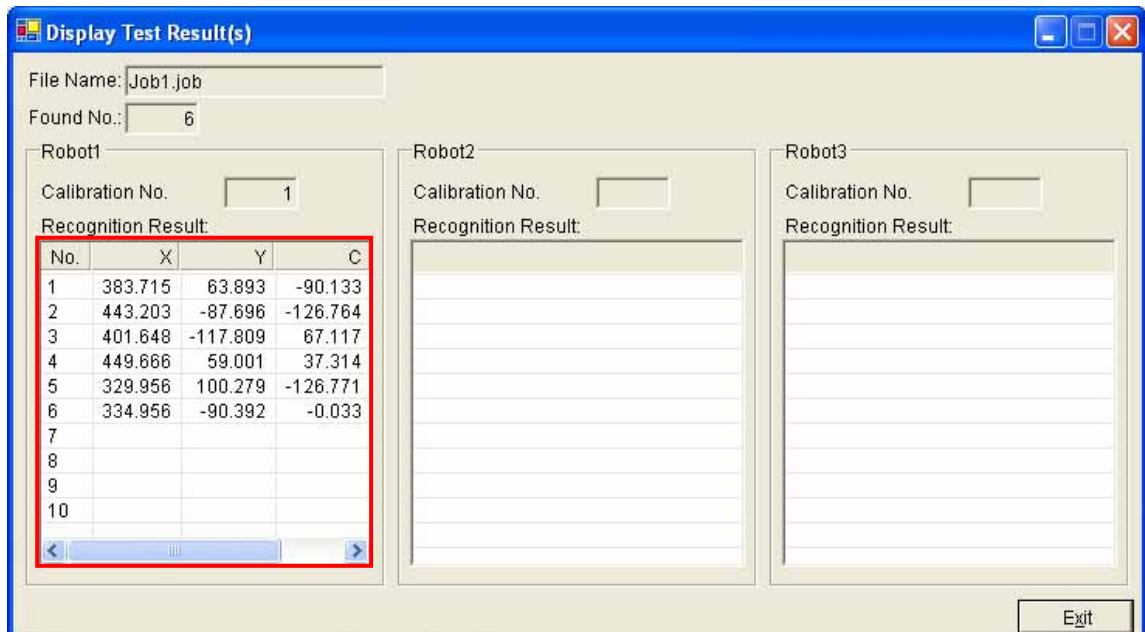 Display Test Result(s)
File Name: Job1.job
Found No.: 6
Robot1
Calibration No. 1
Recognition Result:
No. X Y C
1 383.715 63.893 -90.133
2 443.203 -87.696 -126.764
3 401.648 -117.809 67.117
4 449.666 59.001 37.314
5 329.956 100.279 -126.771
6 334.956 -90.392 -0.033
7
8
9
10
Robot2
Calibration No.
Recognition Result:
Robot3
Calibration No.
Recognition Result:
Exit